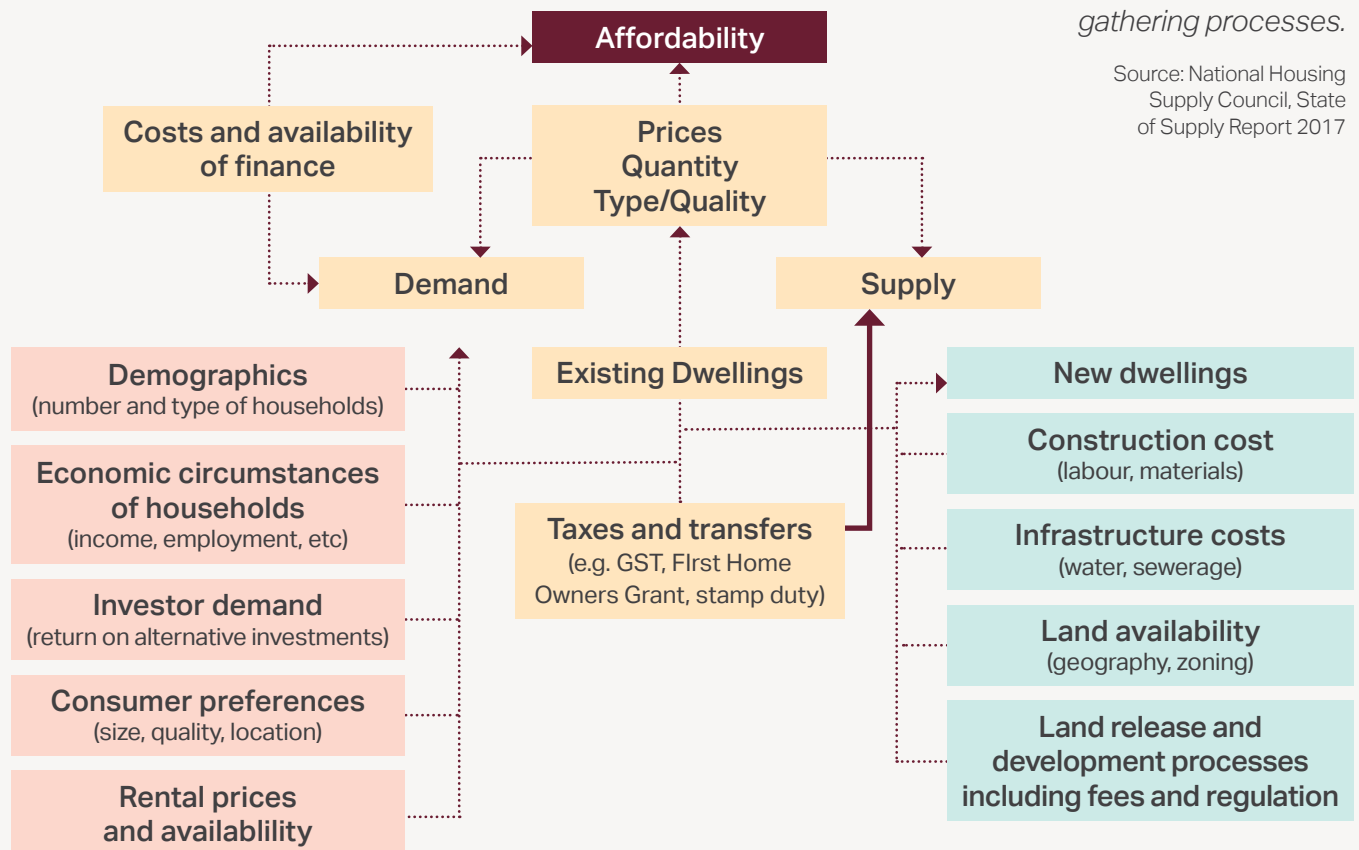 gathering processes.
Source: National Housing
Supply Council, State
of Supply Report 2017
Affordability
Costs and availability
of finance
Prices
Quantity
Type/Quality
Demand
Supply
Demographics
(number and type of households)
Economic circumstances
of households
(income, employment, etc)
Investor demand
(return on alternative investments)
Consumer preferences
(size, quality, location)
Rental prices
and availablility
Existing Dwellings
Taxes and transfers
(e.g. GST, FIrst Home
Owners Grant, stamp duty)
New dwellings
Construction cost
(labour, materials)
Infrastructure costs
(water, sewerage)
Land availability
(geography, zoning)
Land release and
development processes
including fees and regulation